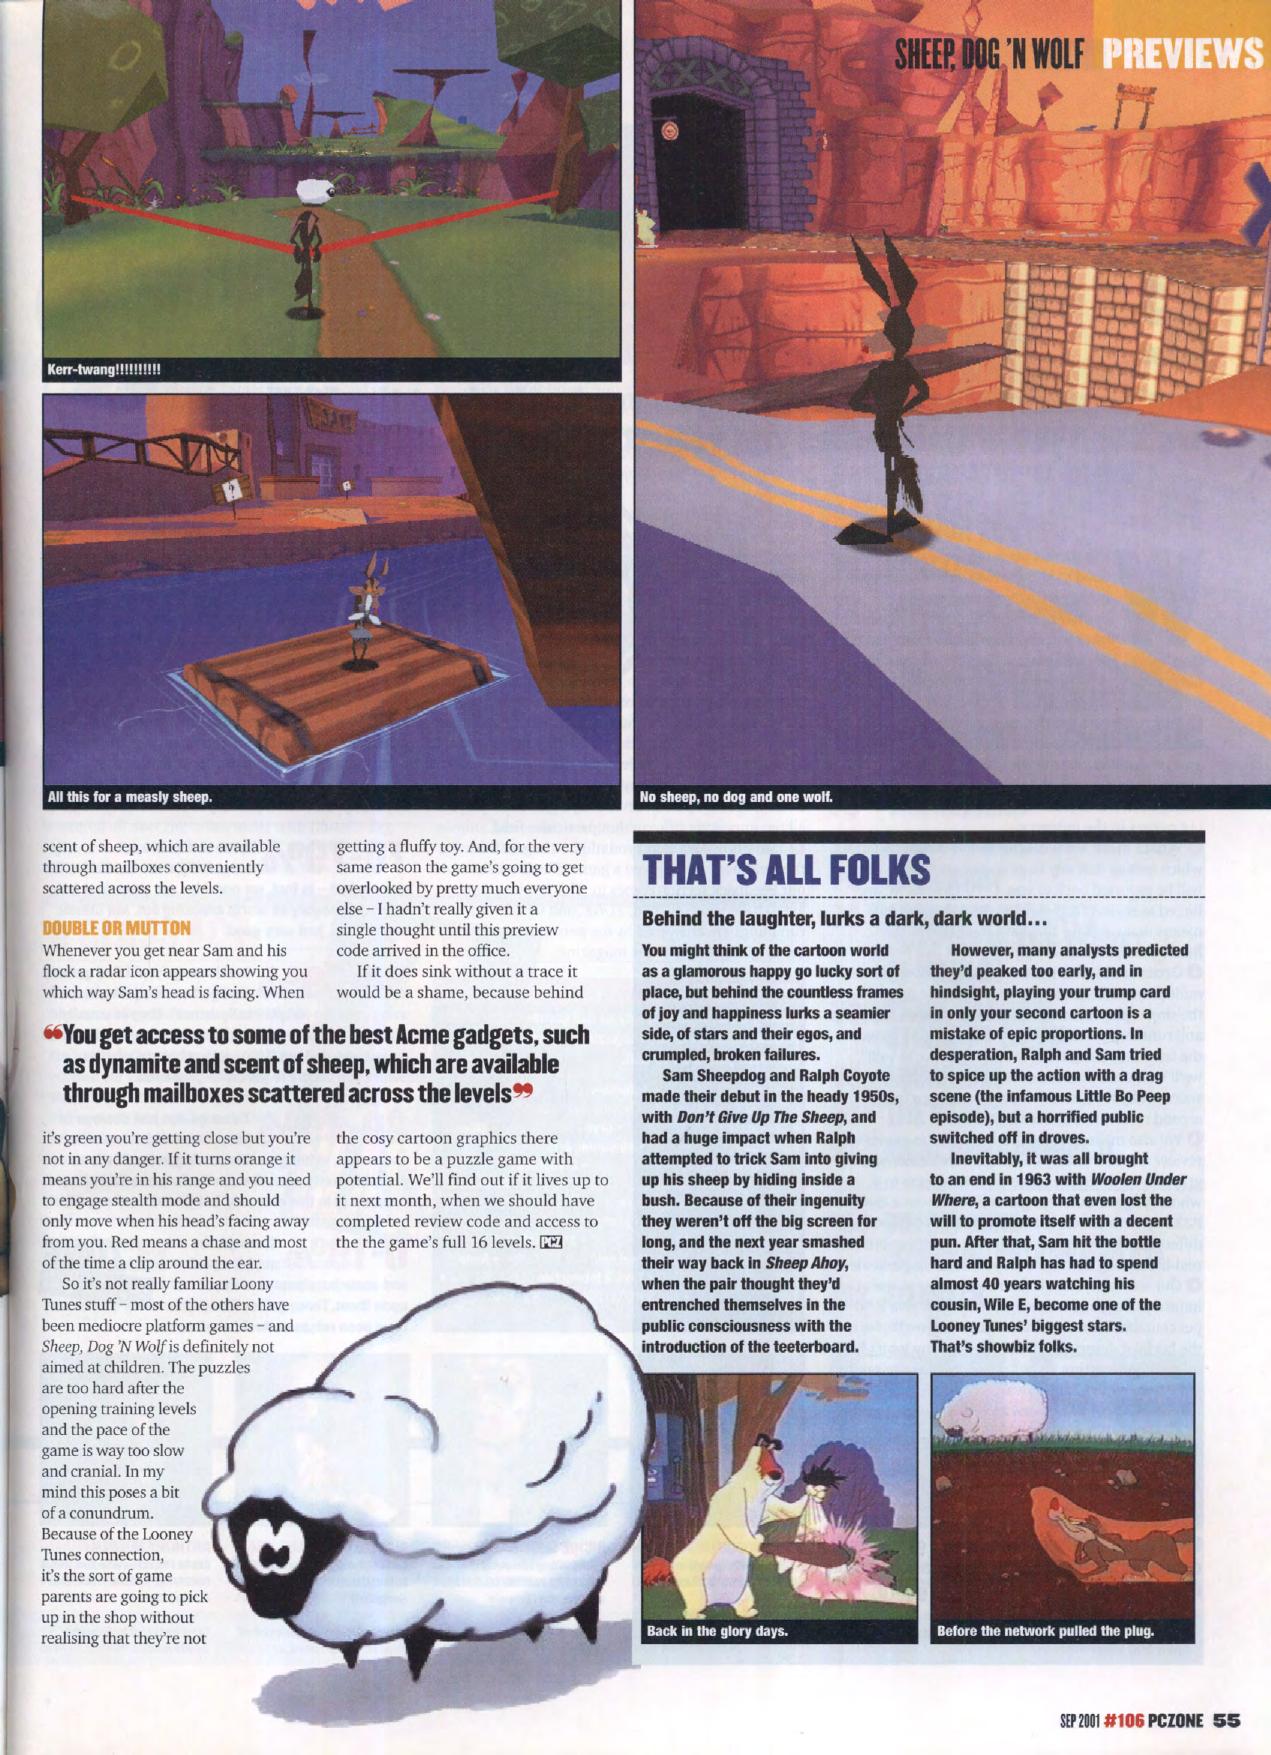 SHEEP, DOG 'N WOLF PREVIEWS
Kerr-twang!!!!!!!!!!
All this for a measly sheep.
No sheep, no dog and one wolf.
scent of sheep, which are available
through mailboxes conveniently
scattered across the levels.
DOUBLE OR MUTTON
Whenever you get near Sam and his
flock a radar icon appears showing you
which way Sam's head is facing. When
getting a fluffy toy. And, for the very
same reason the game's going to get
overlooked by pretty much everyone
else – I hadn't really given it a
single thought until this preview
code arrived in the office.
If it does sink without a trace it
would be a shame, because behind
“You get access to some of the best Acme gadgets, such
as dynamite and scent of sheep, which are available
through mailboxes scattered across the levels”
it's green you're getting close but you're
not in any danger. If it turns orange it
means you're in his range and you need
to engage stealth mode and should
only move when his head's facing away
from you. Red means a chase and most
of the time a clip around the ear.
So it's not really familiar Loony
Tunes stuff – most of the others have
been mediocre platform games – and
Sheep, Dog 'N Wolf is definitely not
aimed at children. The puzzles
are too hard after the
opening training levels
and the pace of the
game is way too slow
and cranial. In my
mind this poses a bit
of a conundrum.
Because of the Looney
Tunes connection,
it's the sort of game
parents are going to pick
up in the shop without
realising that they're not
the cosy cartoon graphics there
appears to be a puzzle game with
potential. We'll find out if it lives up to
it next month, when we should have
completed review code and access to
the the game's full 16 levels. PCZ
THAT'S ALL FOLKS
Behind the laughter, lurks a dark, dark world...
You might think of the cartoon world
as a glamorous happy go lucky sort of
place, but behind the countless frames
of joy and happiness lurks a seamier
side, of stars and their egos, and
crumpled, broken failures.
Sam Sheepdog and Ralph Coyote
made their debut in the heady 1950s,
with Don't Give Up The Sheep, and
had a huge impact when Ralph
attempted to trick Sam into giving
up his sheep by hiding inside a
bush. Because of their ingenuity
they weren't off the big screen for
long, and the next year smashed
their way back in Sheep Ahoy,
when the pair thought they'd
entrenched themselves in the
public consciousness with the
introduction of the teeterboard.
However, many analysts predicted
they'd peaked too early, and in
hindsight, playing your trump card
in only your second cartoon is a
mistake of epic proportions. In
desperation, Ralph and Sam tried
to spice up the action with a drag
scene (the infamous Little Bo Peep
episode), but a horrified public
switched off in droves.
Inevitably, it was all brought
to an end in 1963 with Woolen Under
Where, a cartoon that even lost the
will to promote itself with a decent
pun. After that, Sam hit the bottle
hard and Ralph has had to spend
almost 40 years watching his
cousin, Wile E, become one of the
Looney Tunes' biggest stars.
That's showbiz folks.
Back in the glory days.
Before the network pulled the plug.
SEP 2001 #106 PCZONE 55